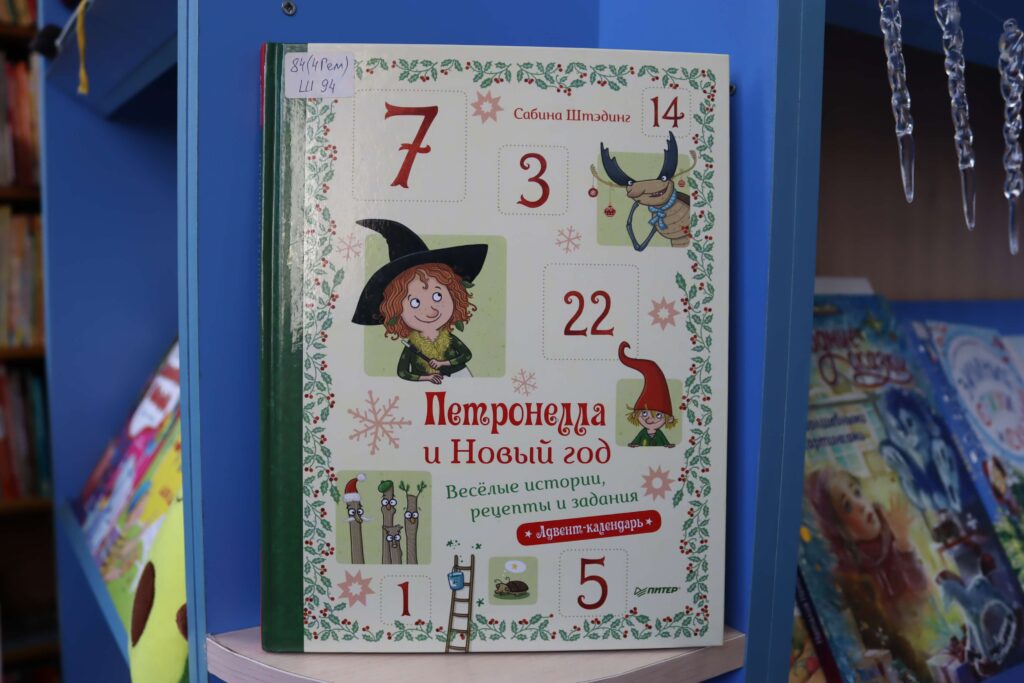 84(4Гем)
Ш 94
7
Сабина Штэдинг
14
3
22
Петронелла
и Новый год
Весёлые истории,
рецепты и задания
Адвент-календарь
1
5
ПИТЕР